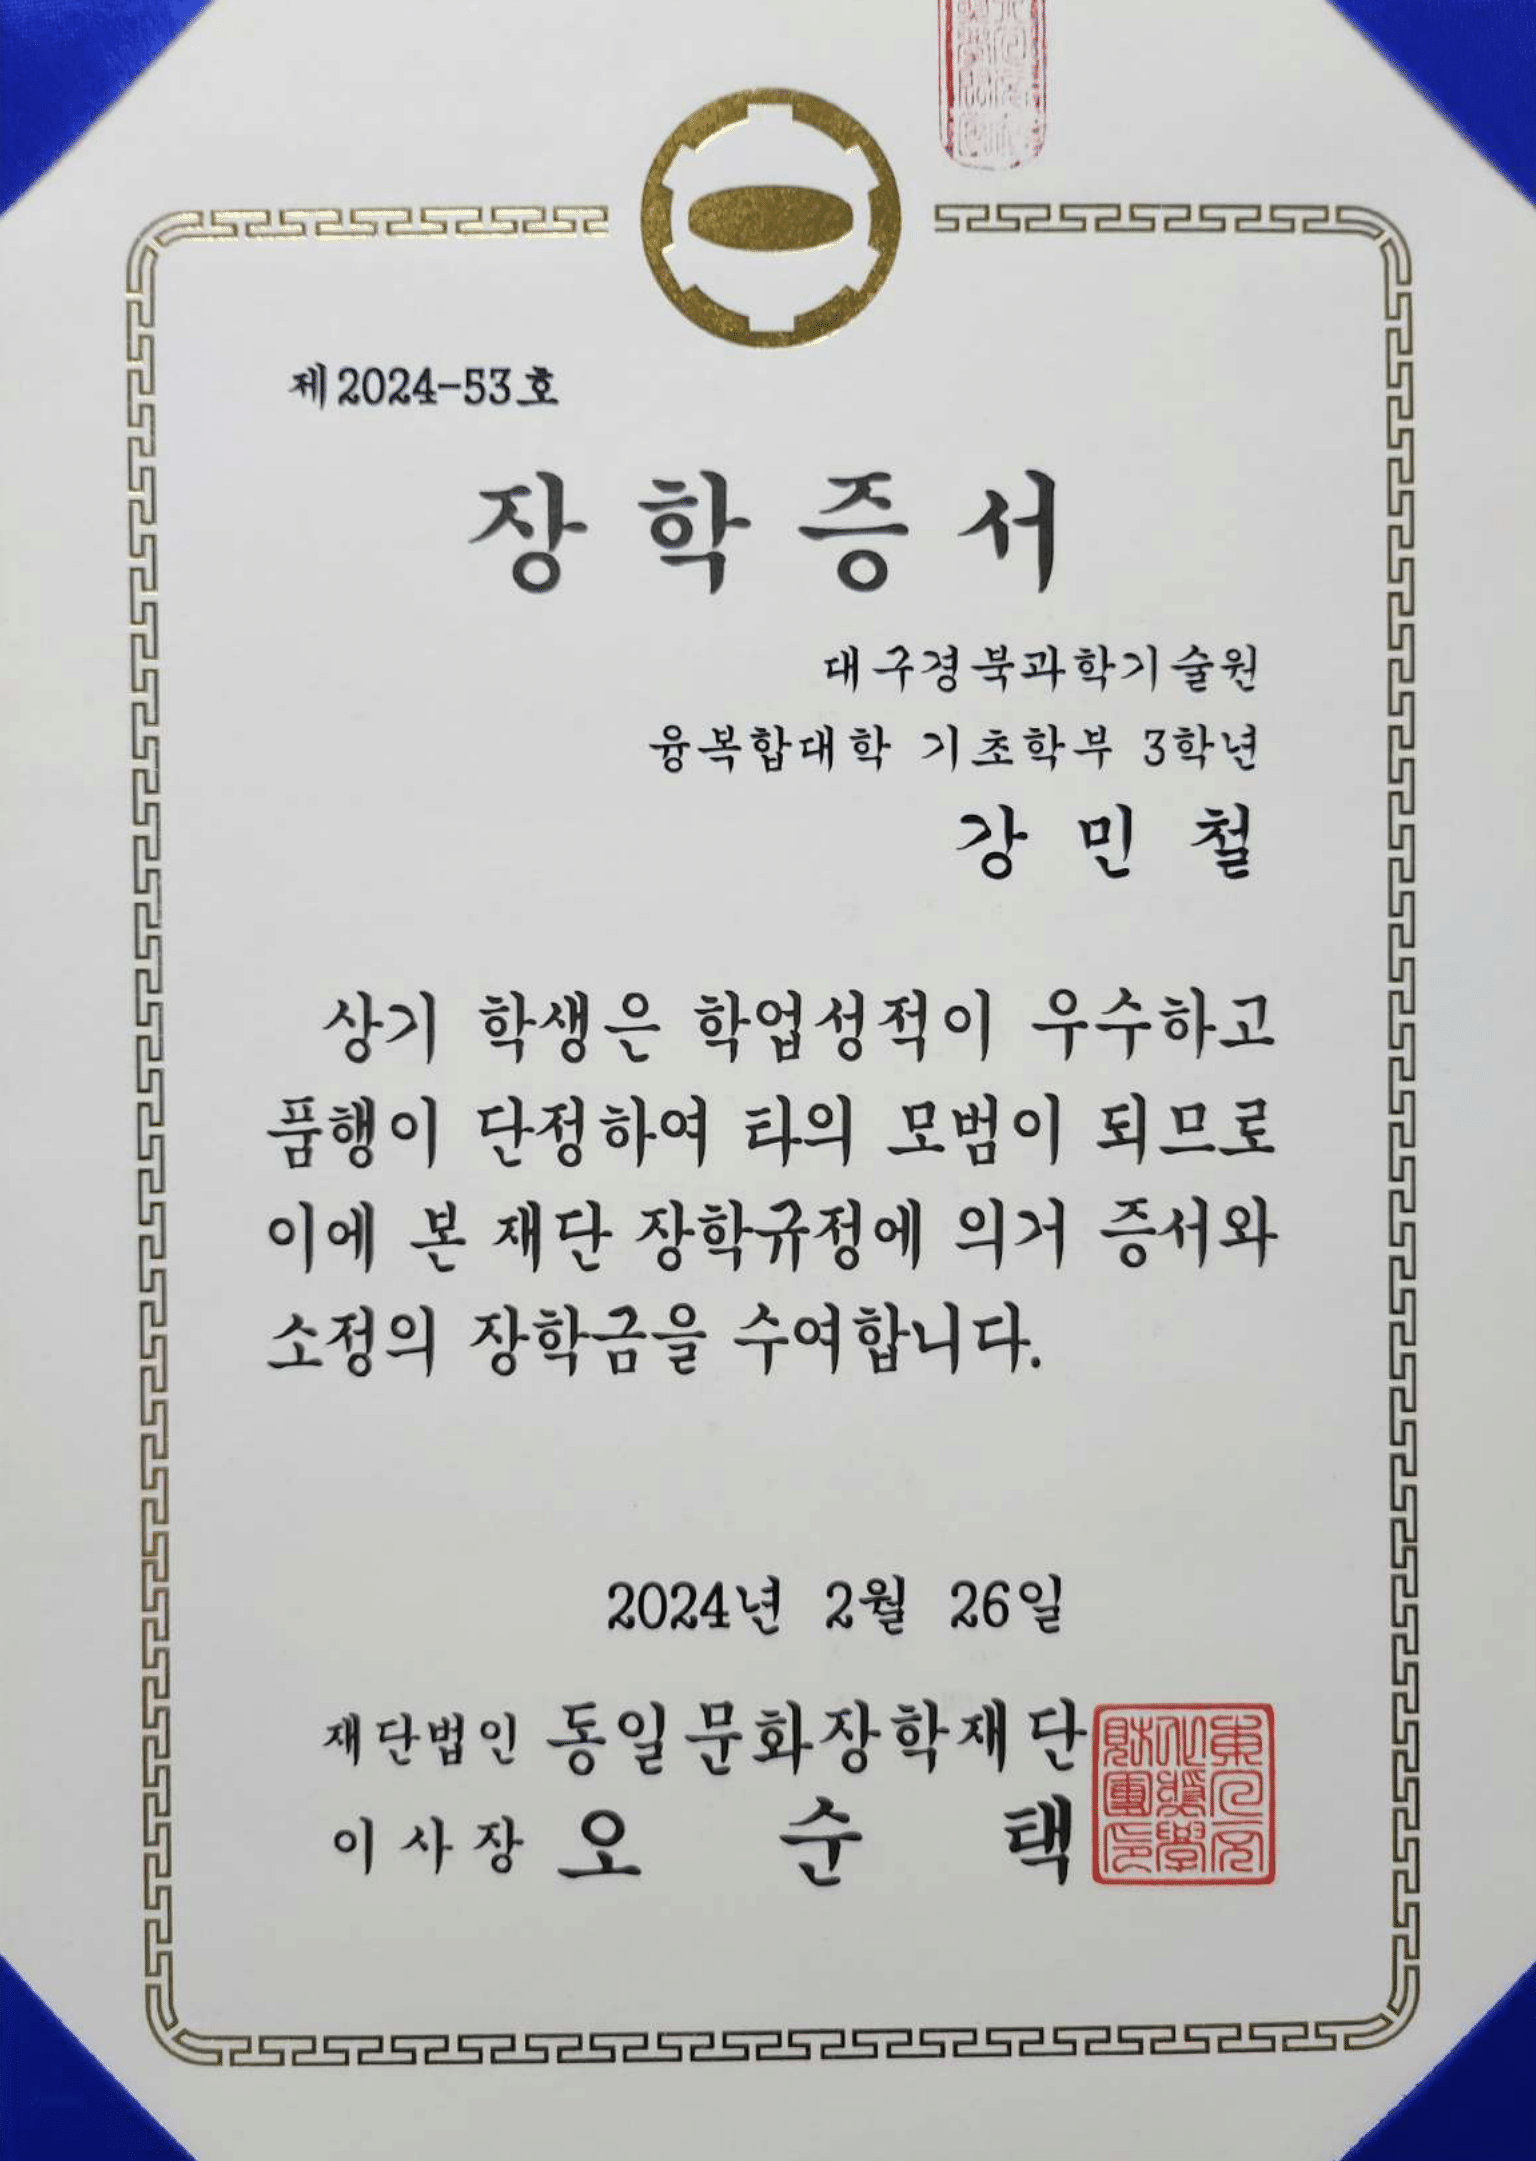 제2024-53호
장학증서
대구경북과학기술원
융복합대학 기초학부 3학년
강민철
상기 학생은 학업성적이 우수하고
품행이 단정하여 타의 모범이 되므로
이에 본 재단 장학규정에 의거 증서와
소정의 장학금을 수여합니다.
2024년 2월 26일
재단법인 동일문화장학재단
이사장 오순택